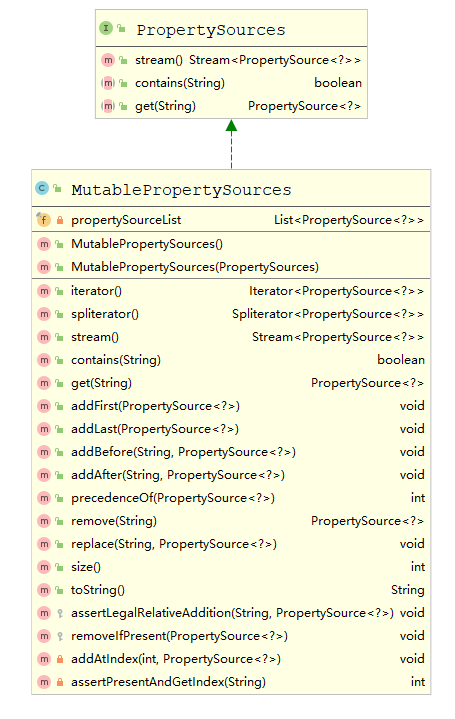 I PropertySources
m stream() Stream<PropertySource<?>>
m contains(String) boolean
m get(String) PropertySource<?>
C MutablePropertySources
f propertySourceList List<PropertySource<?>>
m MutablePropertySources()
m MutablePropertySources(PropertySources)
m iterator() Iterator<PropertySource<?>>
m spliterator() Spliterator<PropertySource<?>>
m stream() Stream<PropertySource<?>>
m contains(String) boolean
m get(String) PropertySource<?>
m addFirst(PropertySource<?>) void
m addLast(PropertySource<?>) void
m addBefore(String, PropertySource<?>) void
m addAfter(String, PropertySource<?>) void
m precedenceOf(PropertySource<?>) int
m remove(String) PropertySource<?>
m replace(String, PropertySource<?>) void
m size() int
m toString() String
m assertLegalRelativeAddition(String, PropertySource<?>) void
m removeIfPresent(PropertySource<?>) void
m addAtIndex(int, PropertySource<?>) void
m assertPresentAndGetIndex(String) int